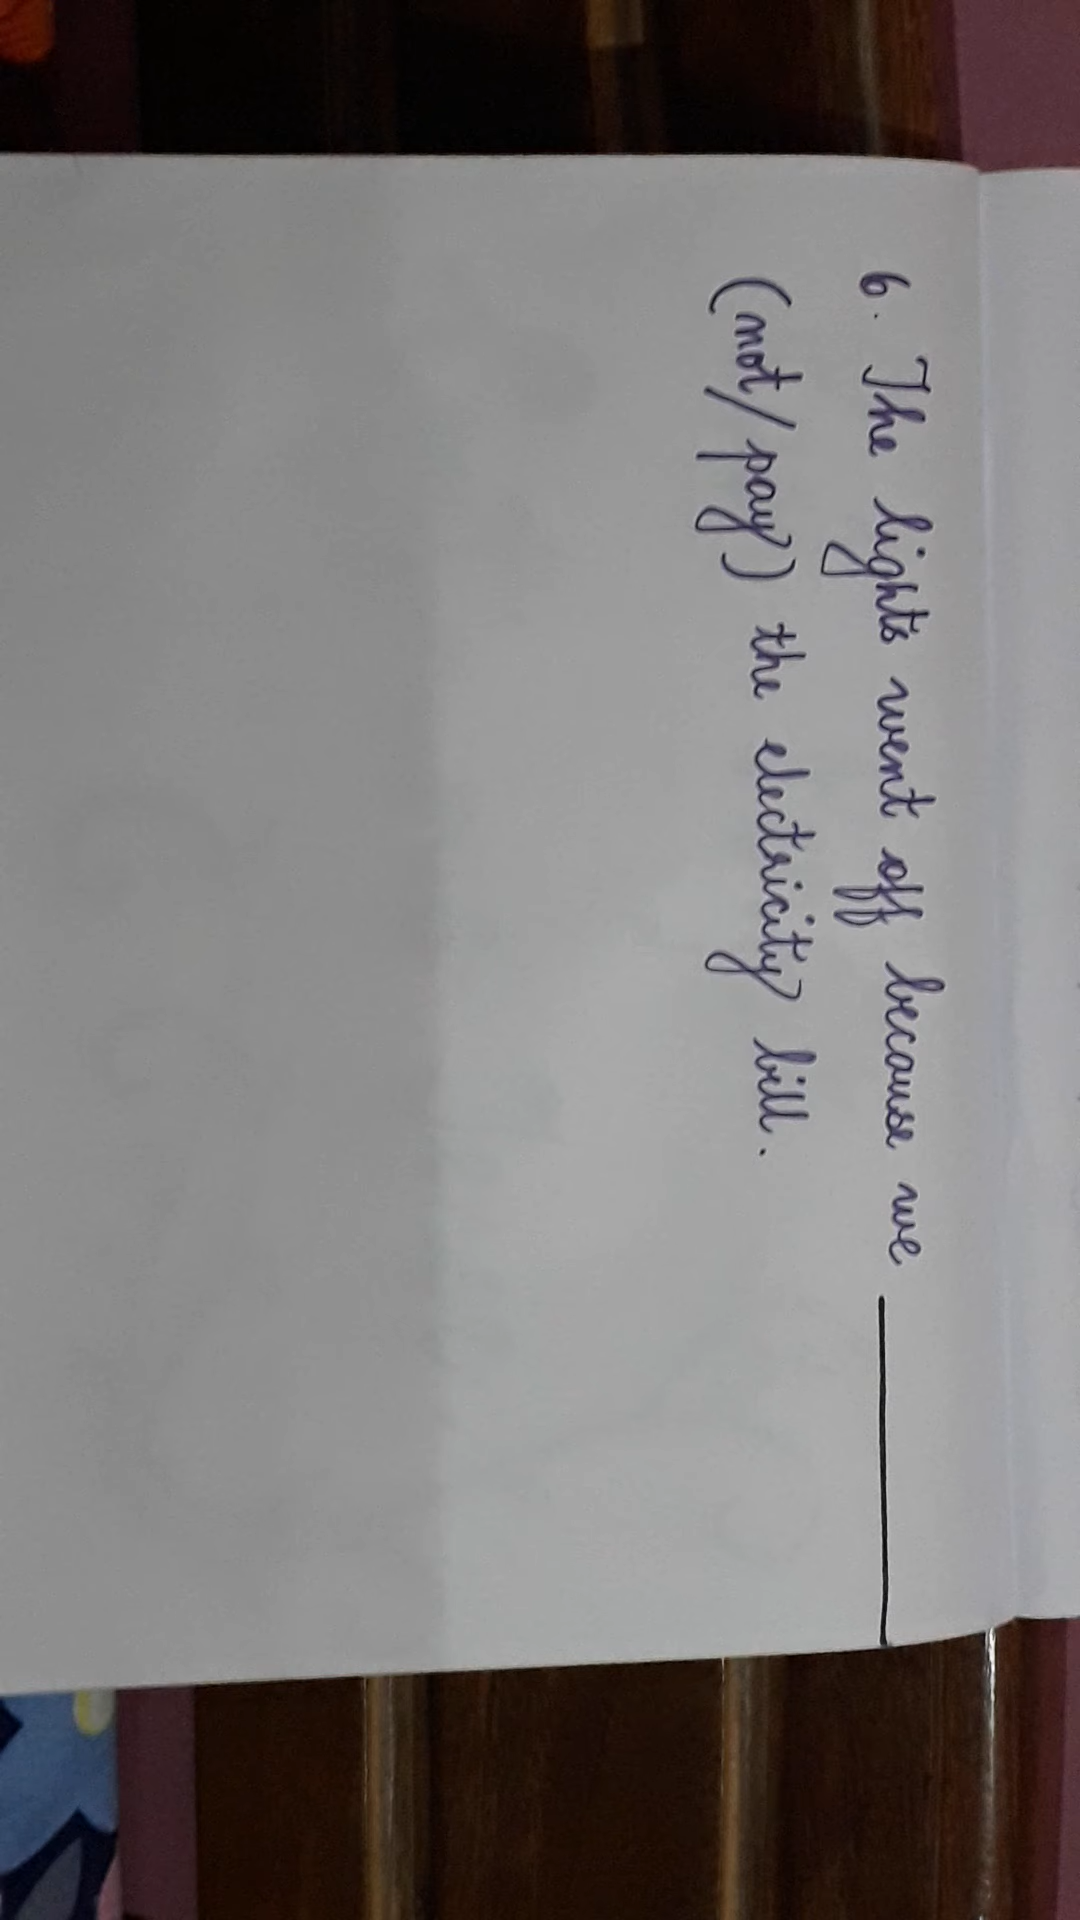 6. The lights went off because we ______
(not/pay) the electricity bill.